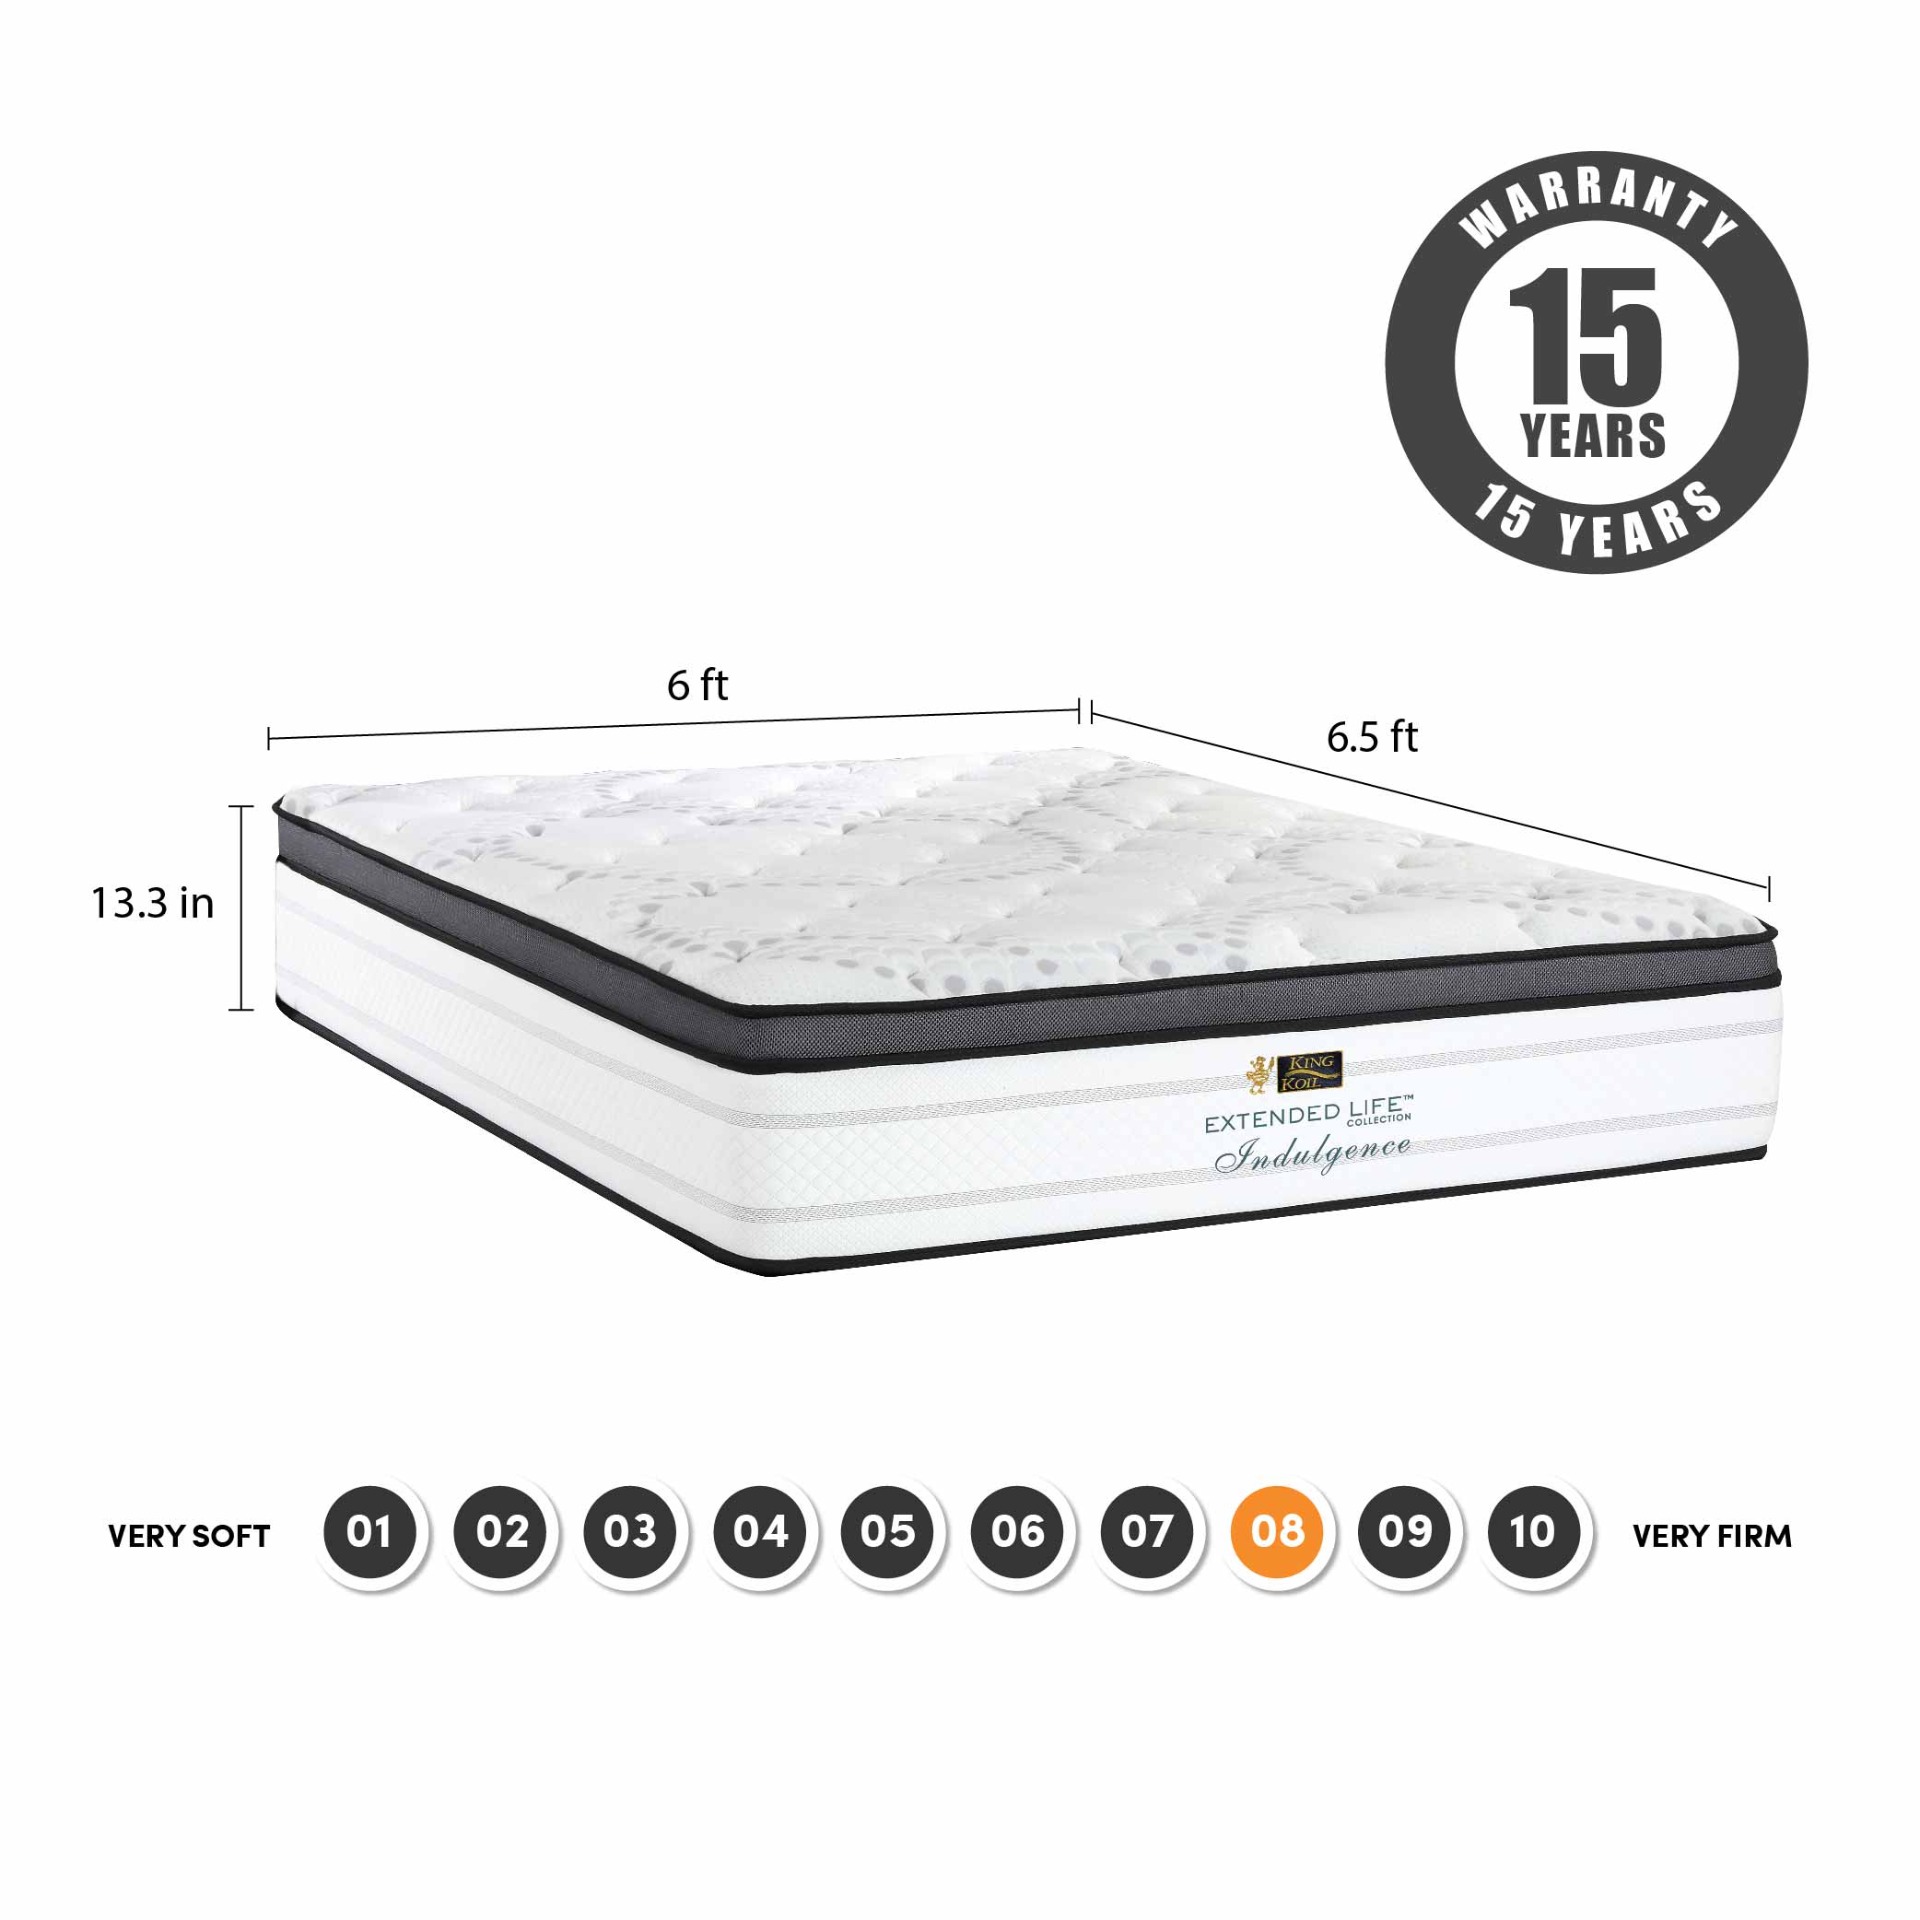 WARRANTY
15
YEARS
15 YEARS
6 ft
6.5 ft
13.3 in
KING
KOIL
EXTENDED LIFE™
COLLECTION
Indulgence
VERY SOFT 01 02 03 04 05 06 07 08 09 10 VERY FIRM